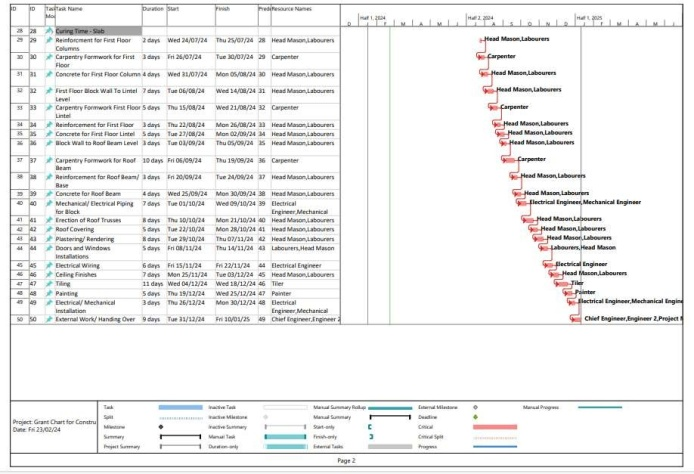 ID ID Task Mod Task Name Duration Start Finish Prede Resource Names
Half 1, 2024 Half 2, 2024 Half 1, 2025
D J F M A M J J A S O N D J F M A M J
28 28 Curing Time - Slab
29 29 Reinforcment for First Floor Columns 2 days Wed 24/07/24 Thu 25/07/24 28 Head Mason,Labourers
30 30 Carpentry Formwork for First Floor 3 days Fri 26/07/24 Tue 30/07/24 29 Carpenter
31 31 Concrete for First Floor Column 4 days Wed 31/07/24 Mon 05/08/24 30 Head Mason,Labourers
32 32 First Floor Block Wall To Lintel Level 7 days Tue 06/08/24 Wed 14/08/24 31 Head Mason,Labourers
33 33 Carpentry Formwork First Floor Lintel 5 days Thu 15/08/24 Wed 21/08/24 32 Carpenter
34 34 Reinforcement for First Floor 3 days Thu 22/08/24 Mon 26/08/24 33 Head Mason,Labourers
35 35 Concrete for First Floor Lintel 5 days Tue 27/08/24 Mon 02/09/24 34 Head Mason,Labourers
36 36 Block Wall to Roof Beam Level 3 days Tue 03/09/24 Thu 05/09/24 35 Head Mason,Labourers
37 37 Carpentry Formwork for Roof Beam 10 days Fri 06/09/24 Thu 19/09/24 36 Carpenter
38 38 Reinforcement for Roof Beam/ Base 3 days Fri 20/09/24 Tue 24/09/24 37 Head Mason,Labourers
39 39 Concrete for Roof Beam 4 days Wed 25/09/24 Mon 30/09/24 38 Head Mason,Labourers
40 40 Mechanical/ Electrical Piping for Block 7 days Tue 01/10/24 Wed 09/10/24 39 Electrical Engineer,Mechanical
41 41 Erection of Roof Trusses 8 days Thu 10/10/24 Mon 21/10/24 40 Head Mason,Labourers
42 42 Roof Covering 5 days Tue 22/10/24 Mon 28/10/24 41 Head Mason,Labourers
43 43 Plastering/ Rendering 8 days Tue 29/10/24 Thu 07/11/24 42 Head Mason,Labourers
44 44 Doors and Windows Installations 5 days Fri 08/11/24 Thu 14/11/24 43 Labourers,Head Mason
45 45 Electrical Wiring 6 days Fri 15/11/24 Fri 22/11/24 44 Electrical Engineer
46 46 Ceiling Finishes 7 days Mon 25/11/24 Tue 03/12/24 45 Head Mason,Labourers
47 47 Tiling 11 days Wed 04/12/24 Wed 18/12/24 46 Tiler
48 48 Painting 5 days Thu 19/12/24 Wed 25/12/24 47 Painter
49 49 Electrical/ Mechanical Installation 3 days Thu 26/12/24 Mon 30/12/24 48 Electrical Engineer,Mechanical
50 50 External Work/ Handing Over 9 days Tue 31/12/24 Fri 10/01/25 49 Chief Engineer,Engineer 2
Head Mason,Labourers
Carpenter
Head Mason,Labourers
Head Mason,Labourers
Carpenter
Head Mason,Labourers
Head Mason,Labourers
Head Mason,Labourers
Carpenter
Head Mason,Labourers
Head Mason,Labourers
Electrical Engineer,Mechanical Engineer
Head Mason,Labourers
Head Mason,Labourers
Head Mason,Labourers
Labourers,Head Mason
Electrical Engineer
Head Mason,Labourers
Tiler
Painter
Electrical Engineer,Mechanical Engine
Chief Engineer,Engineer 2,Project M
Project: Grant Chart for Constru
Date: Fri 23/02/24
Task Inactive Task Manual Summary Rollup External Milestone Manual Progress
Split Inactive Milestone Manual Summary Deadline
Milestone Inactive Summary Start-only Critical
Summary Manual Task Finish-only Critical Split
Project Summary Duration-only External Tasks Progress
Page 2